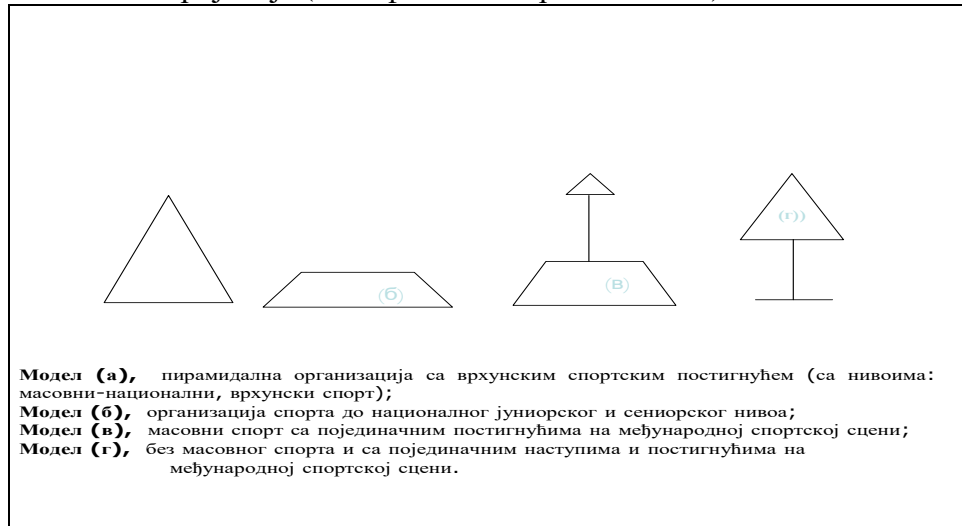 (б)
(в)
(г))
Модел (а), пирамидална организација са врхунским спортским постигнућем (са нивоима:
масовни-национални, врхунски спорт);
Модел (б), организација спорта до националног јуниорског и сениорског нивоа;
Модел (в), масовни спорт са појединачним постигнућима на међународној спортској сцени;
Модел (г), без масовног спорта и са појединачним наступима и постигнућима на
међународној спортској сцени.